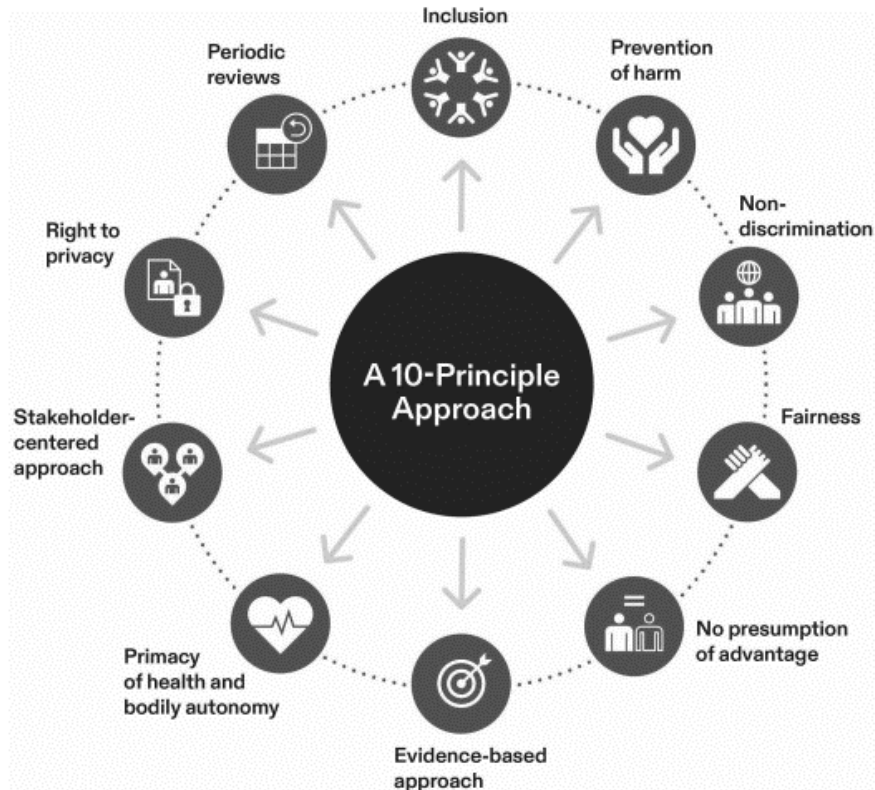 Inclusion
Prevention
of harm
Non-
discrimination
Fairness
No presumption
of advantage
Evidence-based
approach
Primacy
of health and
bodily autonomy
Stakeholder-
centered
approach
Right to
privacy
Periodic
reviews
A 10-Principle
Approach